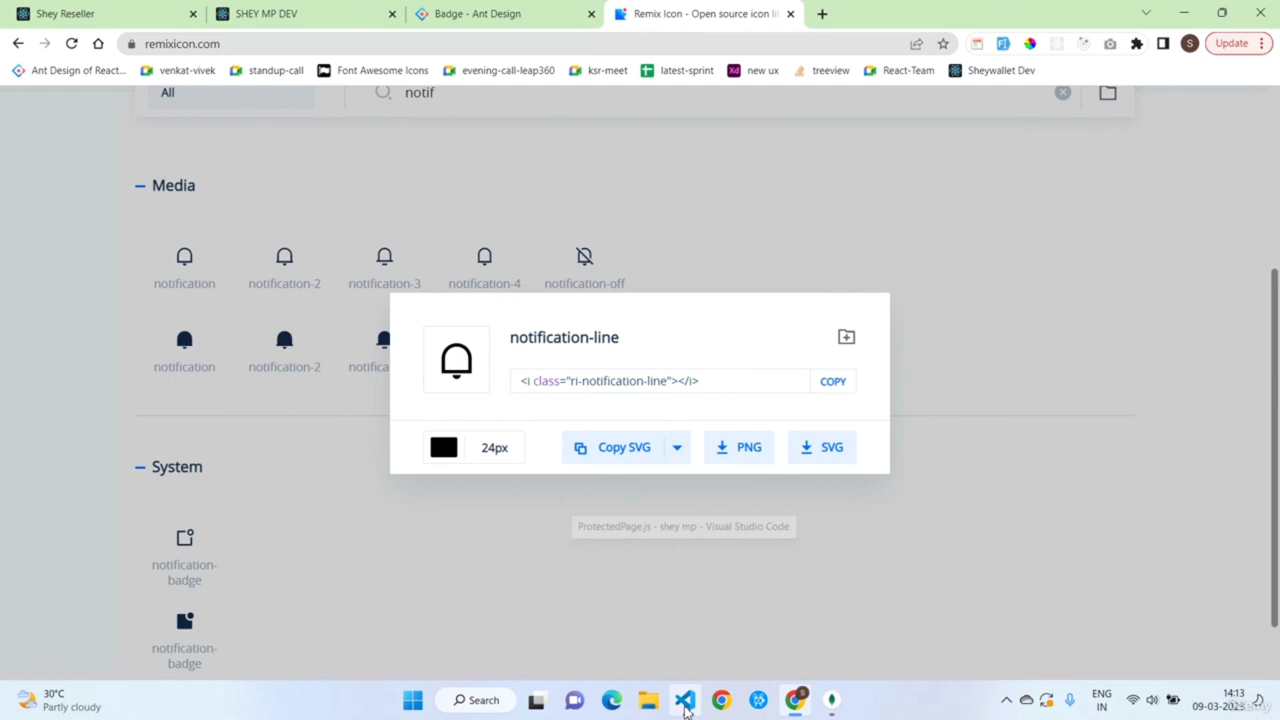 Shey Reseller
SHEY MP DEV
Badge - Ant Design
Remix Icon - Open source icon li
remixicon.com
S
Update
Ant Design of React...
venkat-vivek
standup-call
Font Awesome Icons
evening-call-leap360
ksr-meet
latest-sprint
Xd new ux
treeview
React-Team
Sheywallet Dev
All
notif
Media
notification
notification-2
notification-3
notification-4
notification-off
notification
notification-2
notifica
notification-line
<i class="ri-notification-line"></i>
COPY
24px
Copy SVG
PNG
SVG
System
ProtectedPage.js - shey mp - Visual Studio Code
notification-
badge
notification-
badge
30°C
Partly cloudy
Search
ENG
IN
14:13
09-03-2023